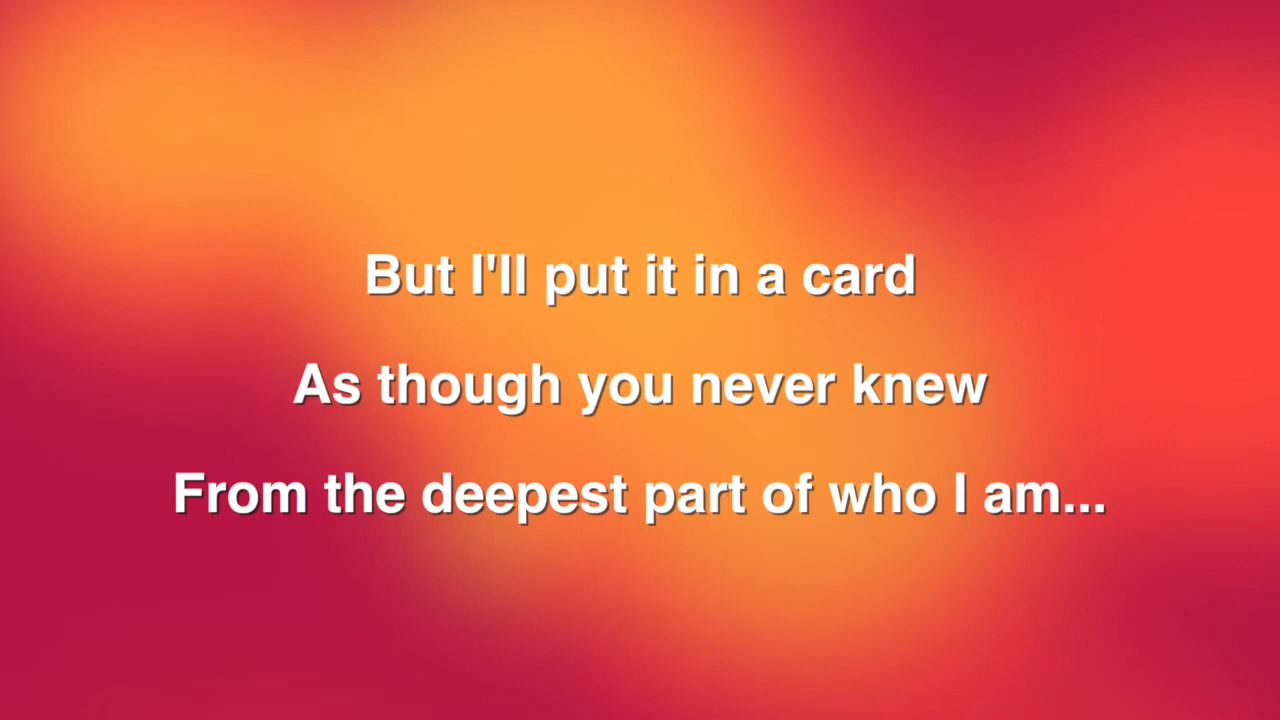 But I'll put it in a card
As though you never knew
From the deepest part of who I am...